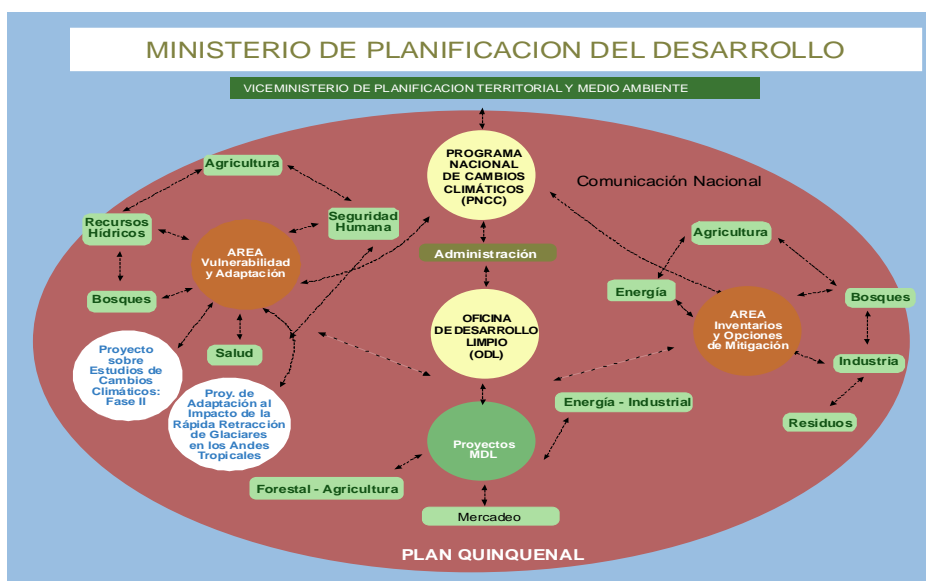 MINISTERIO DE PLANIFICACION DEL DESARROLLO
VICEMINISTERIO DE PLANIFICACION TERRITORIAL Y MEDIO AMBIENTE
PROGRAMA
NACIONAL
DE CAMBIOS
CLIMÁTICOS
(PNCC)
Comunicación Nacional
Agricultura
Recursos
Hídricos
Seguridad
Humana
AREA
Vulnerabilidad
y Adaptación
Bosques
Salud
Proyecto
sobre
Estudios de
Cambios
Climáticos:
Fase II
Proy. de
Adaptación al
Impacto de la
Rápida Retracción
de Glaciares
en los Andes
Tropicales
Administración
OFICINA
DE DESARROLLO
LIMPIO
(ODL)
Agricultura
Energía
Bosques
AREA
Inventarios
y Opciones
de Mitigación
Industria
Residuos
Energía - Industrial
Proyectos
MDL
Forestal - Agricultura
Mercadeo
PLAN QUINQUENAL